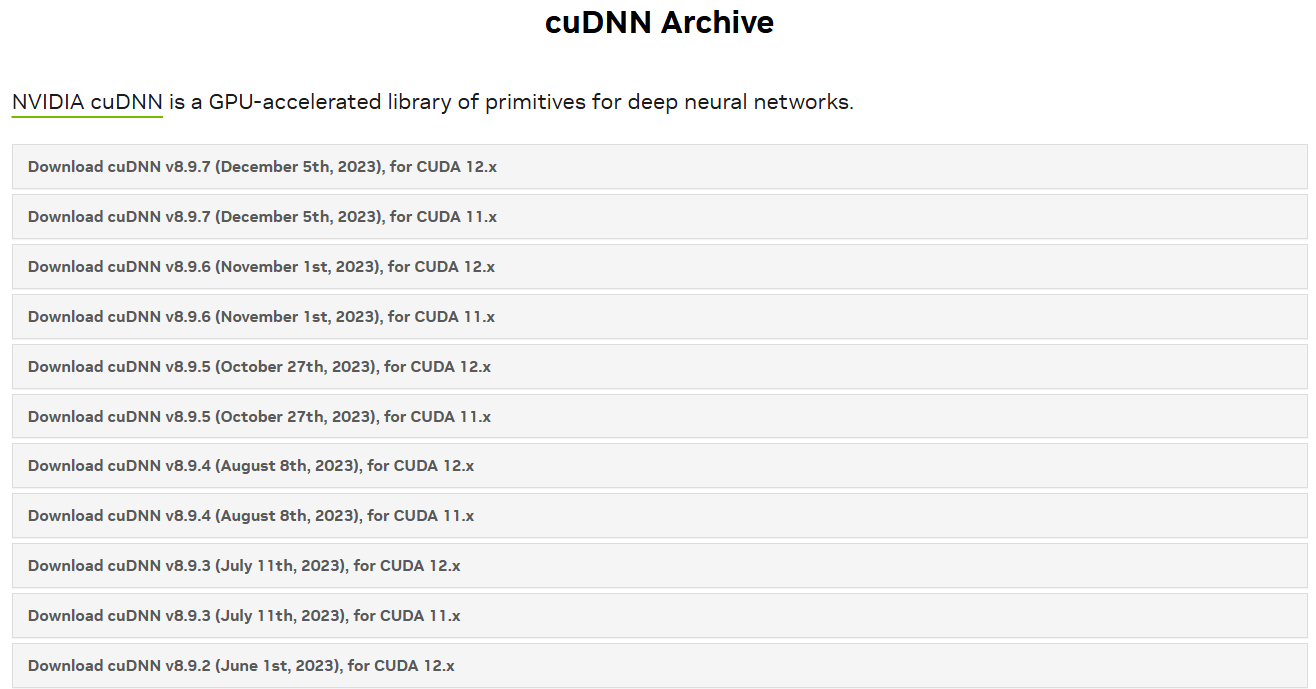 cuDNN Archive
NVIDIA cuDNN is a GPU-accelerated library of primitives for deep neural networks.
Download cuDNN v8.9.7 (December 5th, 2023), for CUDA 12.x
Download cuDNN v8.9.7 (December 5th, 2023), for CUDA 11.x
Download cuDNN v8.9.6 (November 1st, 2023), for CUDA 12.x
Download cuDNN v8.9.6 (November 1st, 2023), for CUDA 11.x
Download cuDNN v8.9.5 (October 27th, 2023), for CUDA 12.x
Download cuDNN v8.9.5 (October 27th, 2023), for CUDA 11.x
Download cuDNN v8.9.4 (August 8th, 2023), for CUDA 12.x
Download cuDNN v8.9.4 (August 8th, 2023), for CUDA 11.x
Download cuDNN v8.9.3 (July 11th, 2023), for CUDA 12.x
Download cuDNN v8.9.3 (July 11th, 2023), for CUDA 11.x
Download cuDNN v8.9.2 (June 1st, 2023), for CUDA 12.x